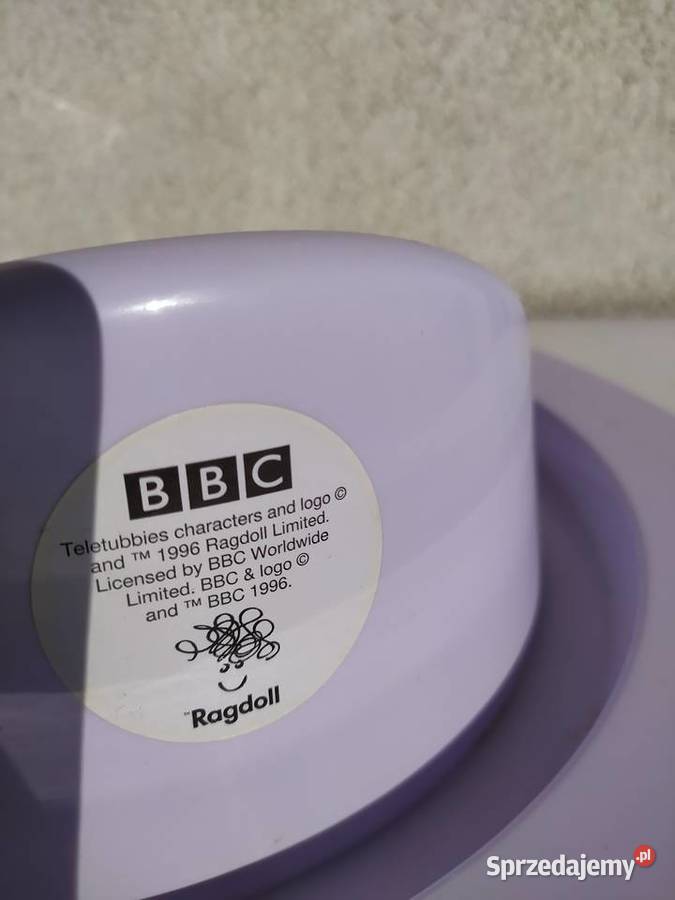 BBC
Teletubbies characters and logo ©
and ™ 1996 Ragdoll Limited.
Licensed by BBC Worldwide
Limited. BBC & logo ©
and ™ BBC 1996.
™Ragdoll
Sprzedajemy.pl